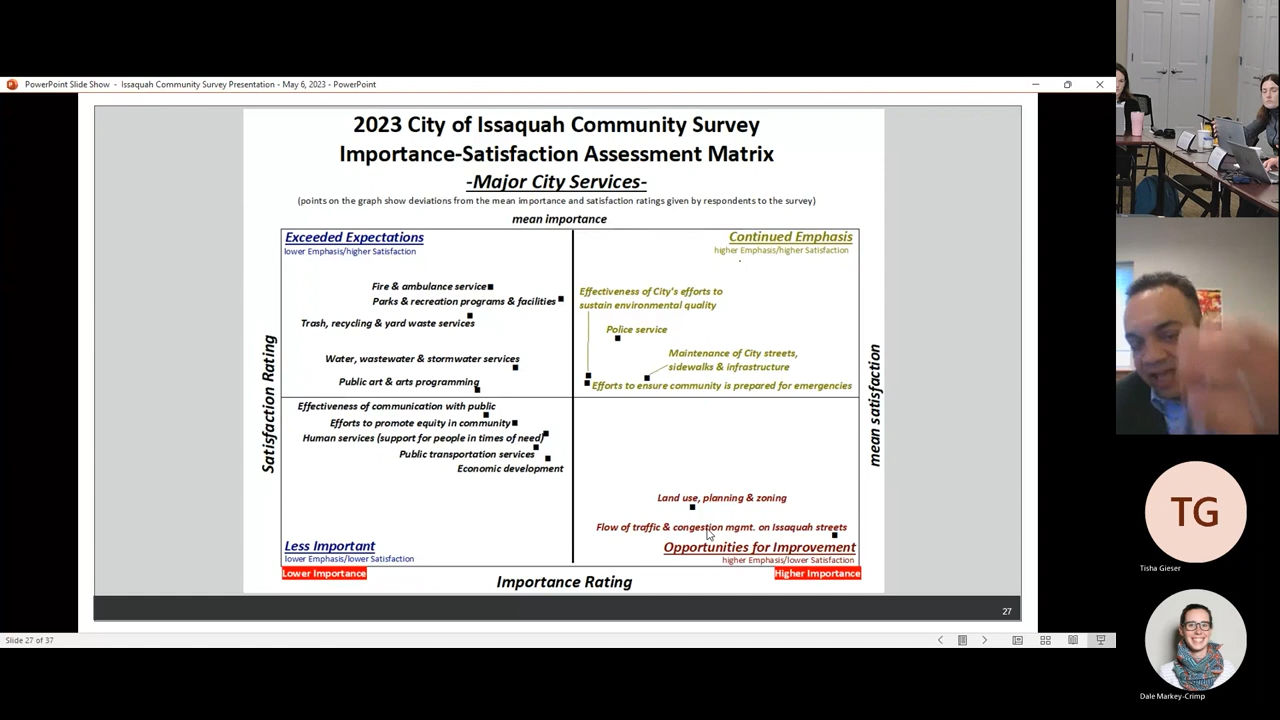 PowerPoint Slide Show - Issaquah Community Survey Presentation - May 6, 2023 - PowerPoint
2023 City of Issaquah Community Survey
Importance-Satisfaction Assessment Matrix
-Major City Services-
(points on the graph show deviations from the mean importance and satisfaction ratings given by respondents to the survey)
mean importance
Exceeded Expectations
lower Emphasis/higher Satisfaction
Continued Emphasis
higher Emphasis/higher Satisfaction
Fire & ambulance service
Parks & recreation programs & facilities
Trash, recycling & yard waste services
Water, wastewater & stormwater services
Public art & arts programming
Effectiveness of City's efforts to
sustain environmental quality
Police service
Maintenance of City streets,
sidewalks & infrastructure
Efforts to ensure community is prepared for emergencies
Satisfaction Rating
mean satisfaction
Effectiveness of communication with public
Efforts to promote equity in community
Human services (support for people in times of need)
Public transportation services
Economic development
Land use, planning & zoning
Flow of traffic & congestion mgmt. on Issaquah streets
Less Important
lower Emphasis/lower Satisfaction
Opportunities for Improvement
higher Emphasis/lower Satisfaction
Lower Importance
Importance Rating
Higher Importance
27
Slide 27 of 37
TG
Tisha Gieser
Dale Markey-Crimp